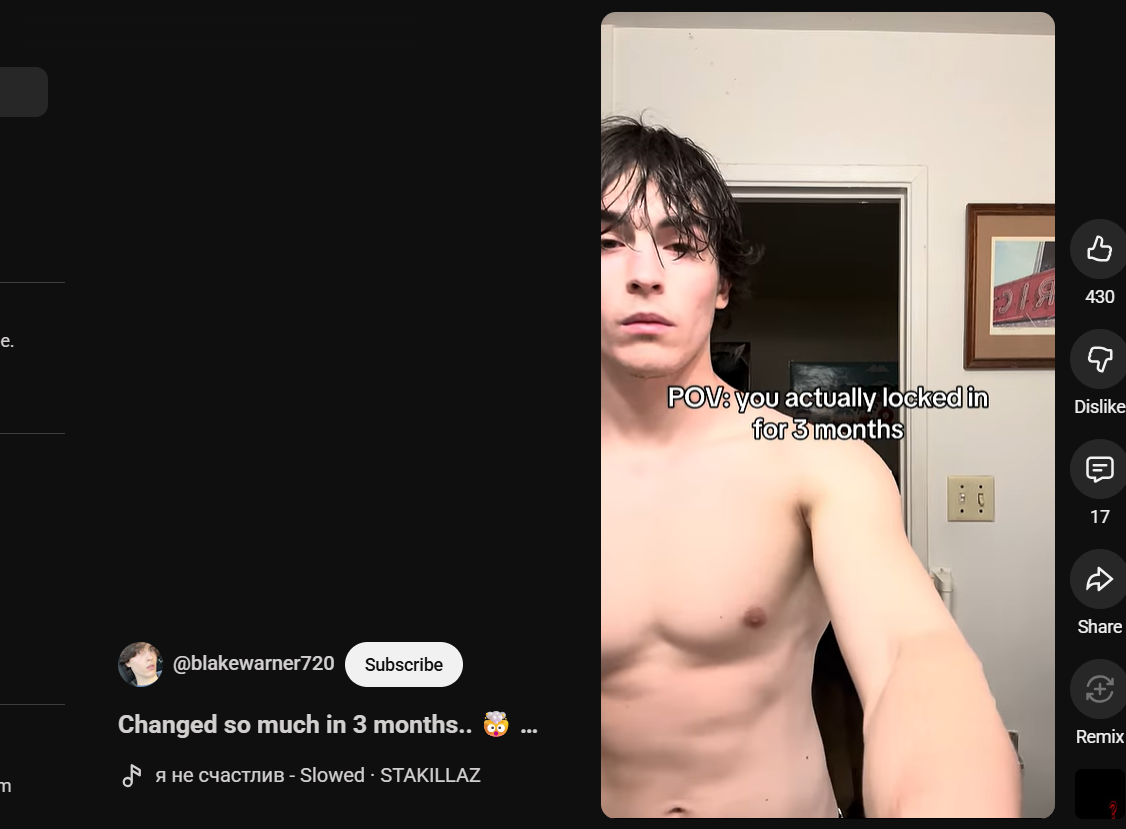 e.
m
@blakewarner720
Subscribe
Changed so much in 3 months.. 🤯 ...
я не счастлив - Slowed · STAKILLAZ
POV: you actually locked in
for 3 months
430
Dislike
17
Share
Remix
?